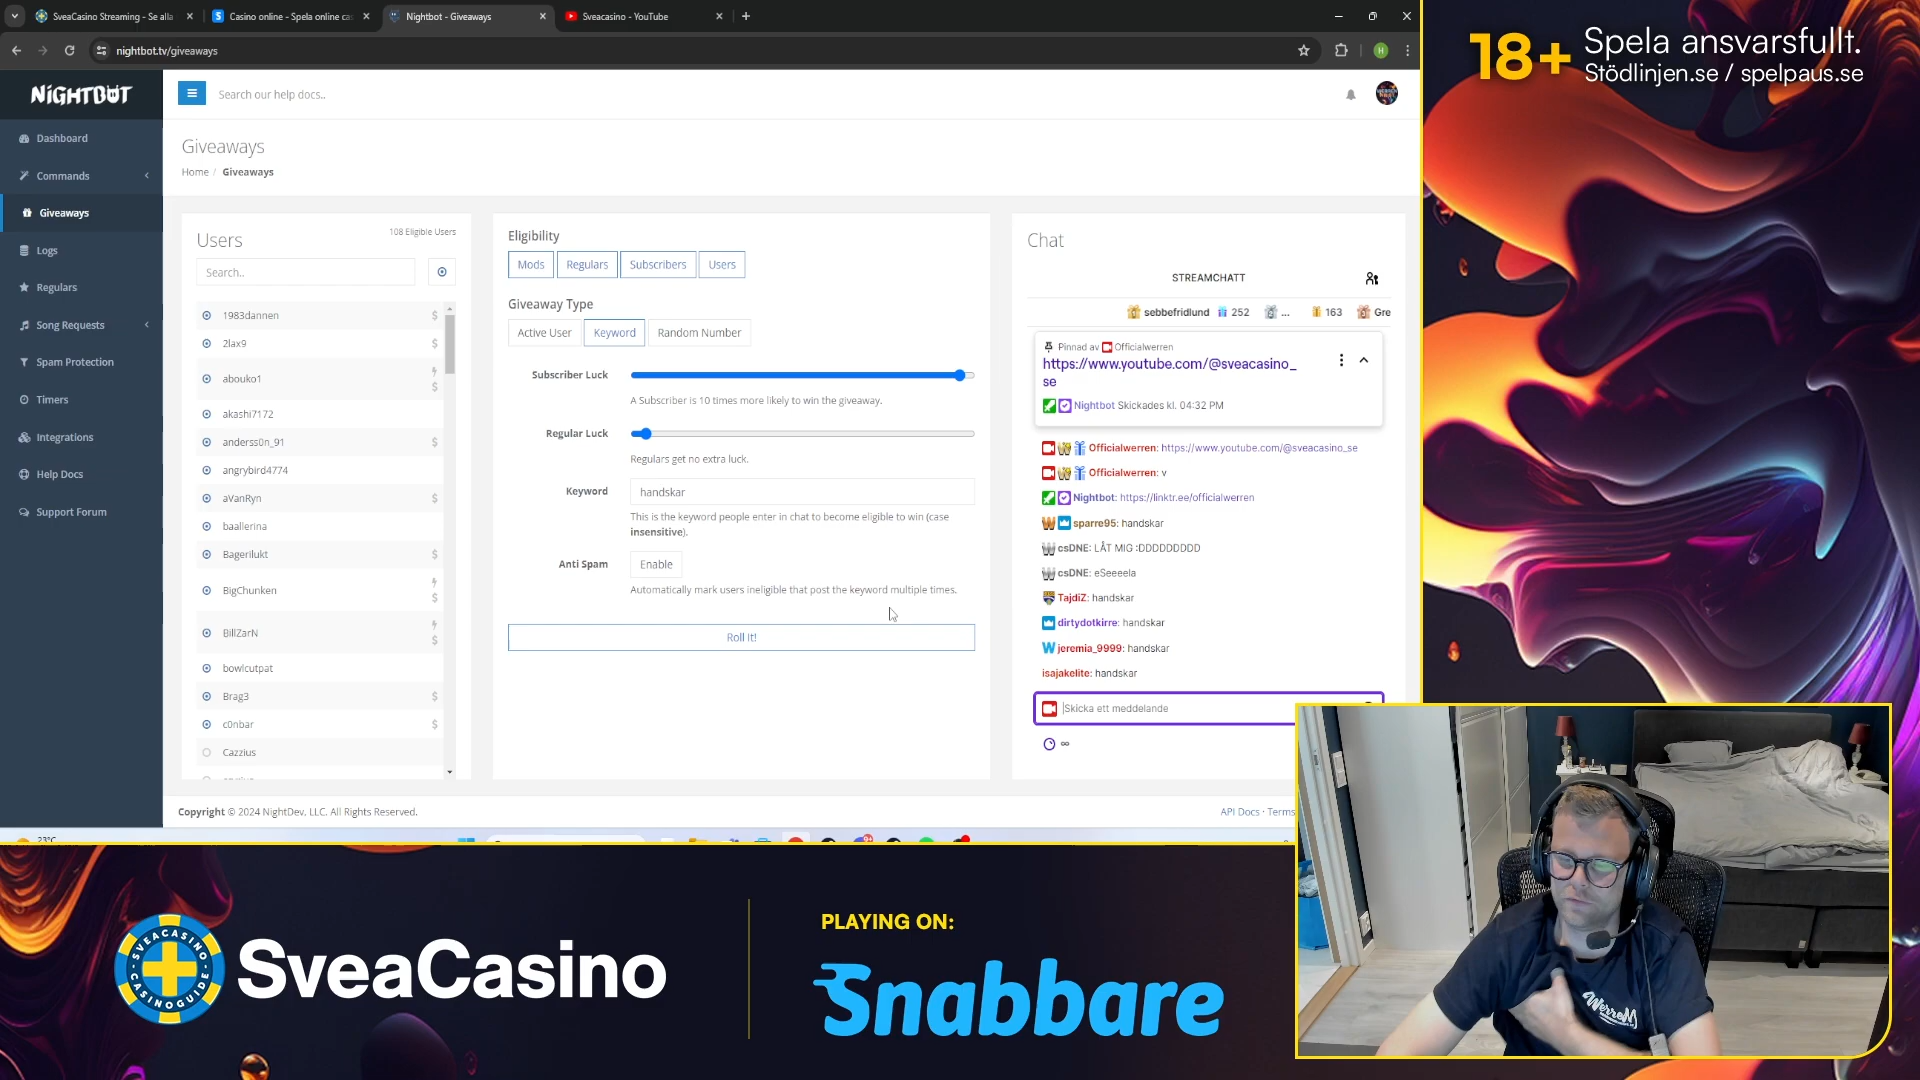 SveaCasino Streaming - Se alla
Casino online - Spela online ca
Nightbot - Giveaways
Sveacasino - YouTube
nightbot.tv/giveaways
H
NIGHTBOT
Search our help docs..
Dashboard
Commands
Giveaways
Logs
Regulars
Song Requests
Spam Protection
Timers
Integrations
Help Docs
Support Forum
Giveaways
Home / Giveaways
Users
108 Eligible Users
Search..
1983dannen $
2lax9 $
abouko1 $
akashi7172
anderss0n_91 $
angrybird4774
aVanRyn $
baallerina
Bagerilukt $
BigChunken $
BillZarN $
bowlcutpat
Brag3 $
c0nbar $
Cazzius
Eligibility
Mods
Regulars
Subscribers
Users
Giveaway Type
Active User
Keyword
Random Number
Subscriber Luck
A Subscriber is 10 times more likely to win the giveaway.
Regular Luck
Regulars get no extra luck.
Keyword
handskar
This is the keyword people enter in chat to become eligible to win (case
insensitive).
Anti Spam
Enable
Automatically mark users ineligible that post the keyword multiple times.
Roll It!
Chat
STREAMCHATT
sebbefridlund 252 ... 163 Gre
Pinnad av Officialwerren
https://www.youtube.com/@sveacasino_
se
Nightbot Skickades kl. 04:32 PM
Officialwerren: https://www.youtube.com/@sveacasino_se
Officialwerren: v
Nightbot: https://linktr.ee/officialwerren
sparre95: handskar
csDNE: LÅT MIG :DDDDDDDDD
csDNE: eSeeeela
TajdiZ: handskar
dirtydotkirre: handskar
jeremia_9999: handskar
isajakelite: handskar
Skicka ett meddelande
∞
Copyright © 2024 NightDev, LLC. All Rights Reserved.
API Docs · Terms
23°C
18+
Spela ansvarsfullt.
Stödlinjen.se / spelpaus.se
SVEACASINO
CASINOGUIDE
SveaCasino
PLAYING ON:
Snabbare
WerreM